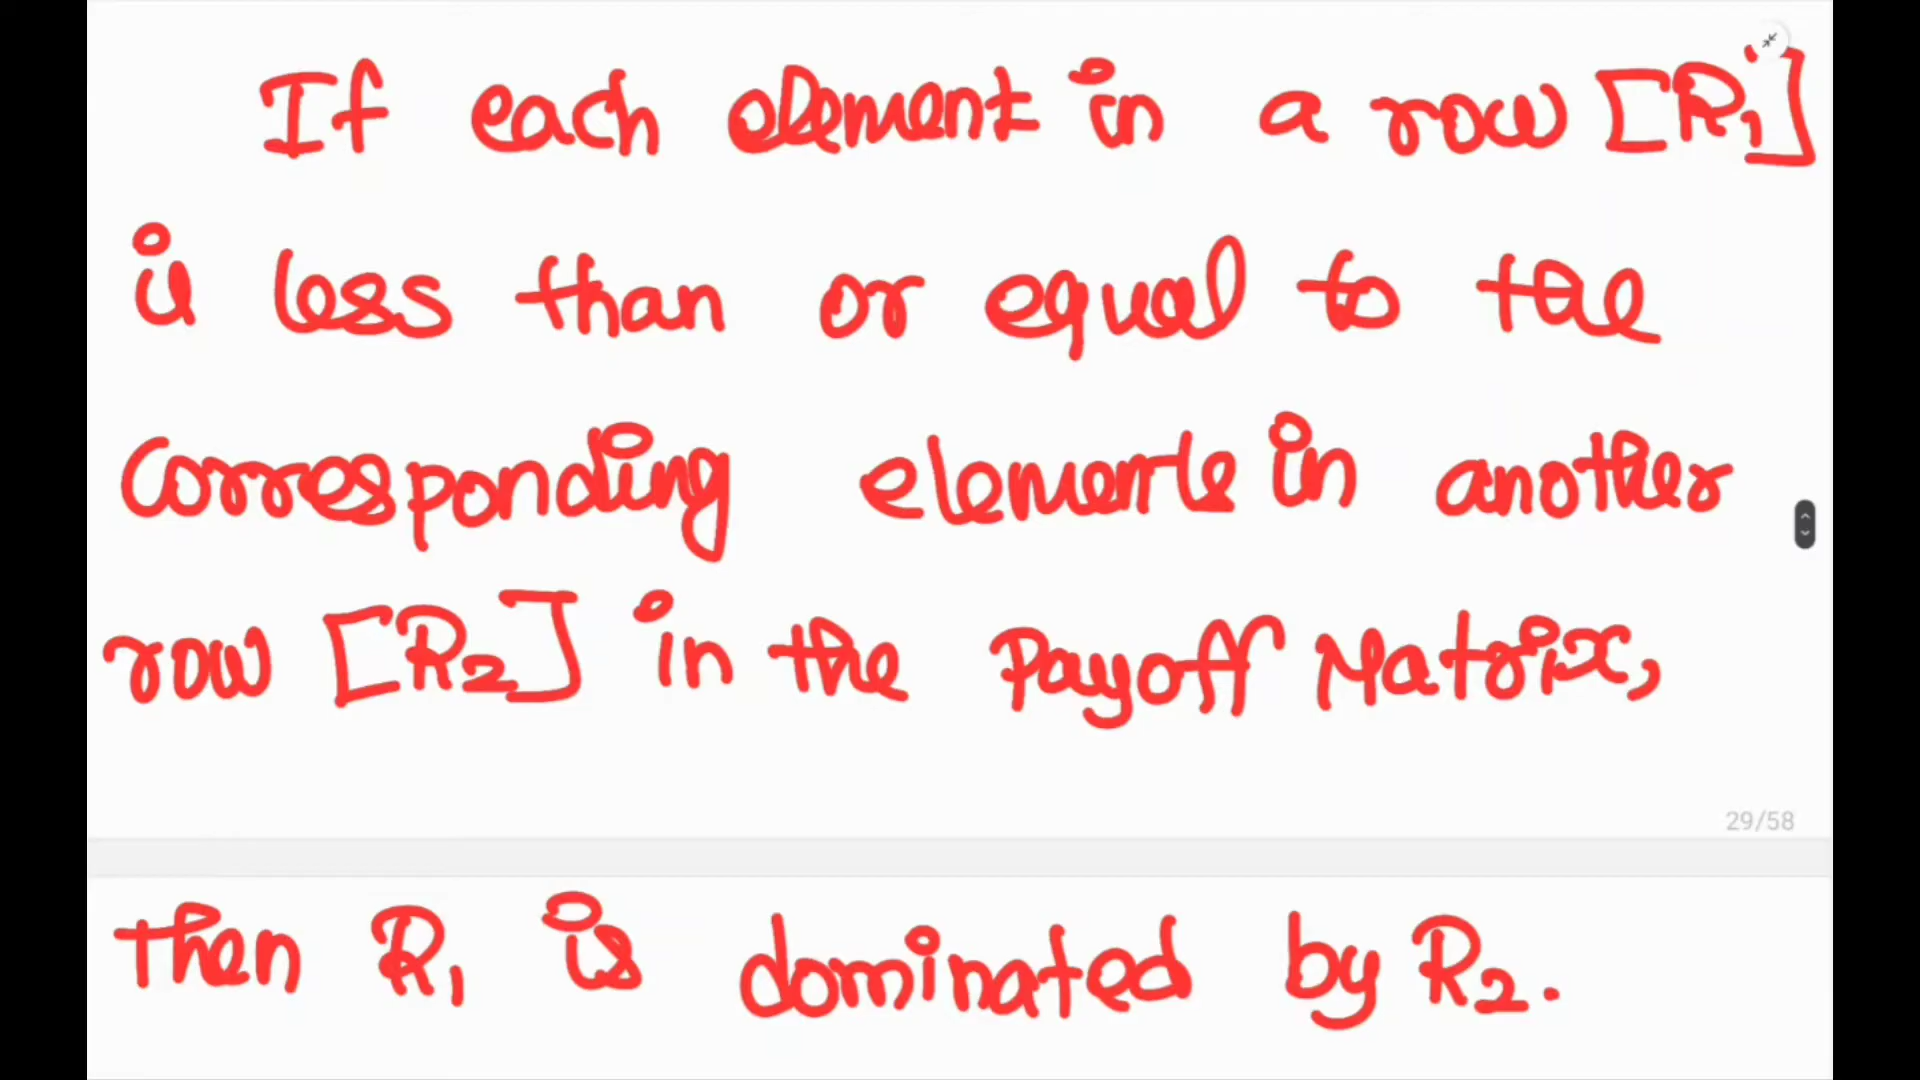 If each element in a row [R1]
is less than or equal to the
corresponding elements in another
row [R2] in the Payoff Matrix,
29/58
then R1 is dominated by R2.